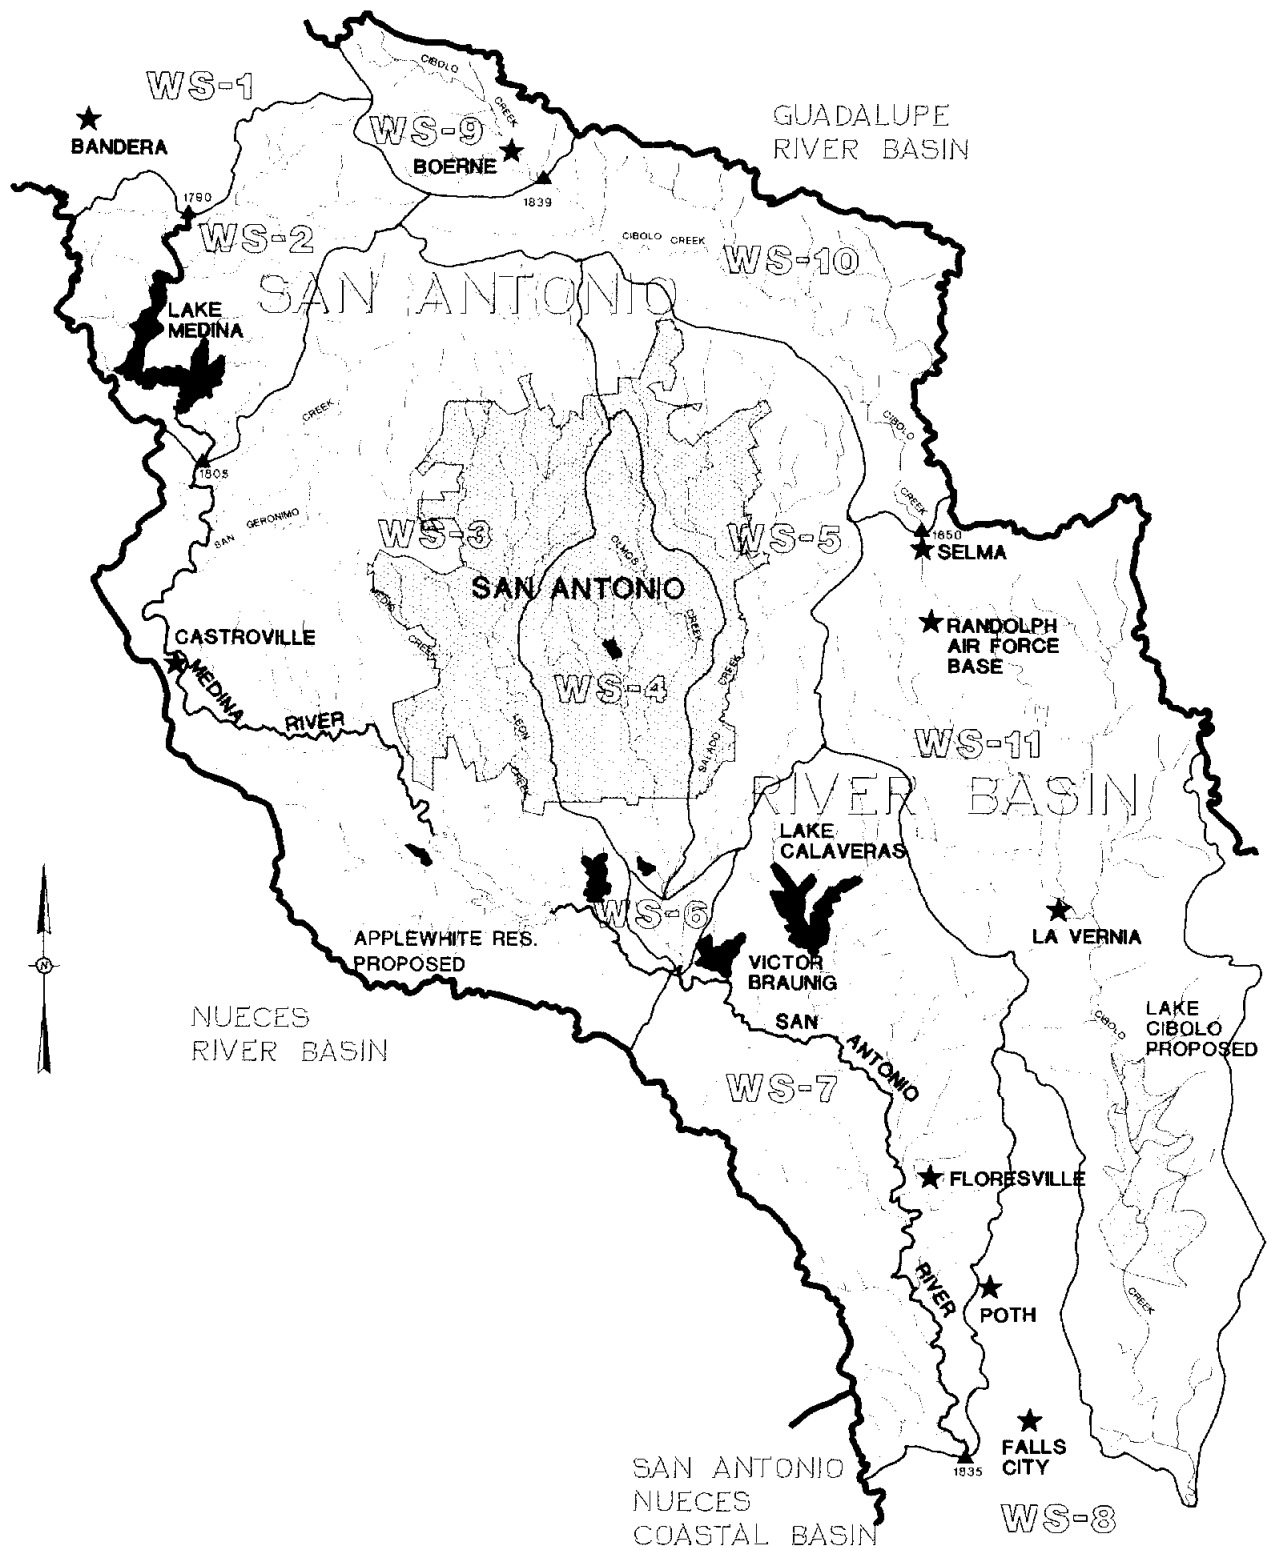 CIBOLO
WS-1
CREEK
GUADALUPE
RIVER BASIN
BANDERA
WS-9
BOERNE
1790
1839
WS-2
CIBOLO CREEK
WS-10
SAN ANTONIO
LAKE
MEDINA
CREEK
CIBOLO
1805
SAN GERONIMO
CREEK
WS-3
WS-5
1850
SELMA
OLMOS
SAN ANTONIO
CREEK
CREEK
RANDOLPH
AIR FORCE
BASE
CASTROVILLE
MEDINA
RIVER
CREEK
WS-4
LEON
CREEK
SALADO
WS-11
RIVER BASIN
LAKE
CALAVERAS
WS-6
LA VERNIA
APPLEWHITE RES.
PROPOSED
VICTOR
BRAUNIG
NUECES
RIVER BASIN
SAN
ANTONIO
RIVER
CIBOLO
LAKE
CIBOLO
PROPOSED
WS-7
FLORESVILLE
CREEK
POTH
FALLS
CITY
1835
SAN ANTONIO
NUECES
COASTAL BASIN
WS-8
N